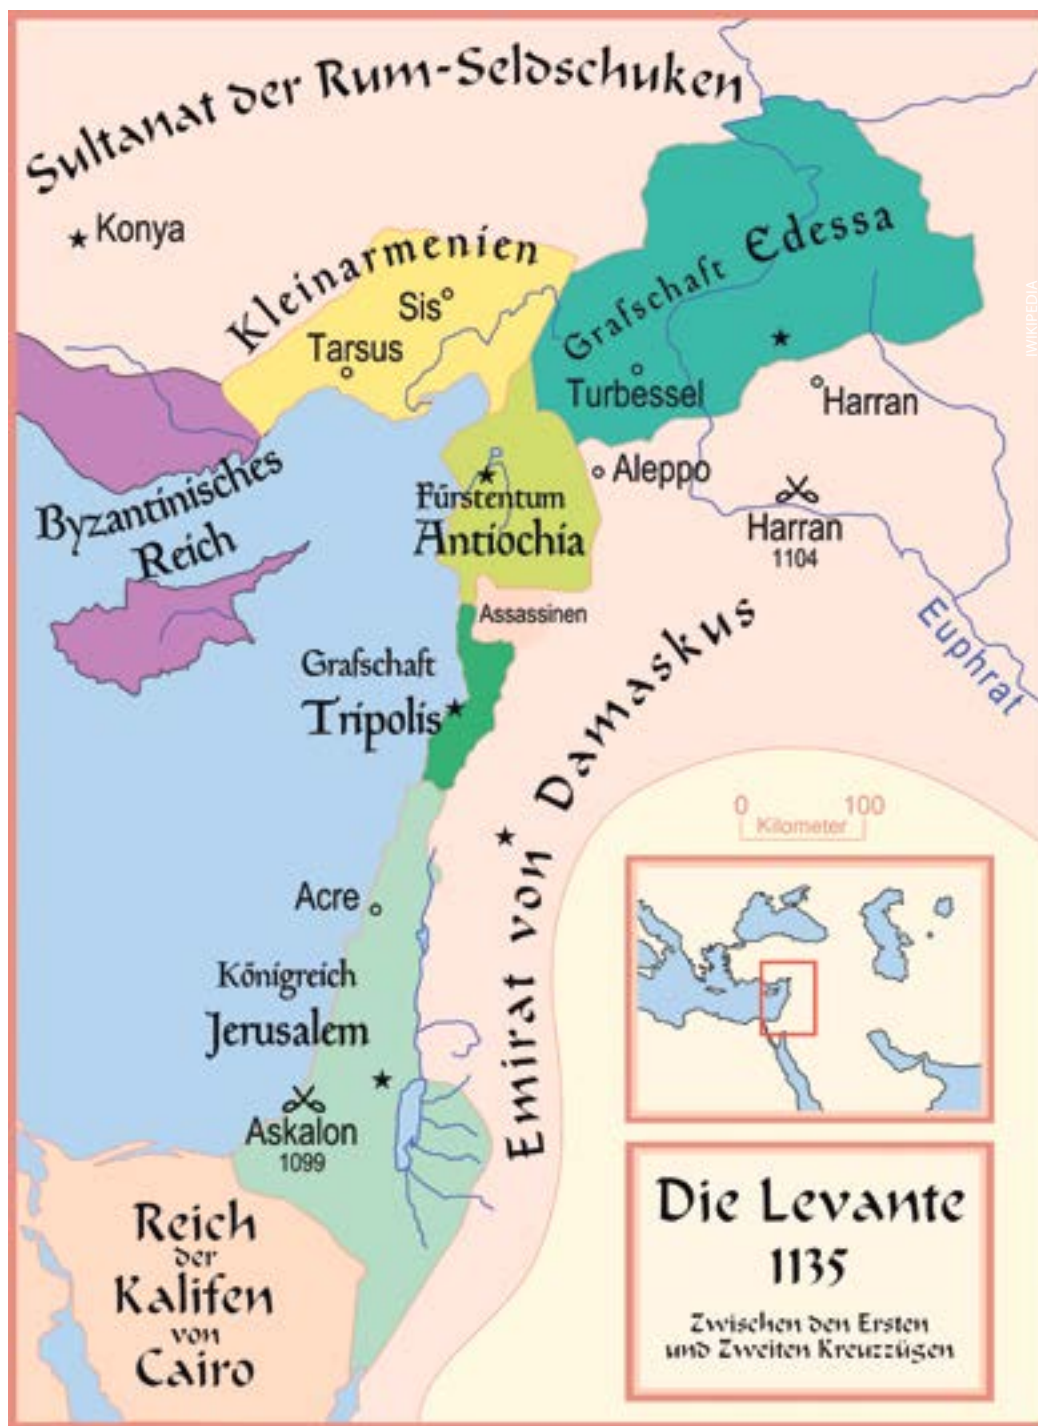 Sultanat der Rum-Seldschuken
Konya
Kleinarmenien
Sis
Tarsus
Grafschaft Edessa
Turbessel
Harran
Aleppo
Harran
1104
Byzantinisches
Reich
Fürstentum
Antiochia
Assassinen
Euphrat
Grafschaft
Tripolis
Emirat von Damaskus
0 100
Kilometer
Acre
Königreich
Jerusalem
Askalon
1099
Reich
der
Kalifen
von
Cairo
Die Levante
1135
Zwischen den Ersten
und Zweiten Kreuzzügen
/WIKIPEDIA